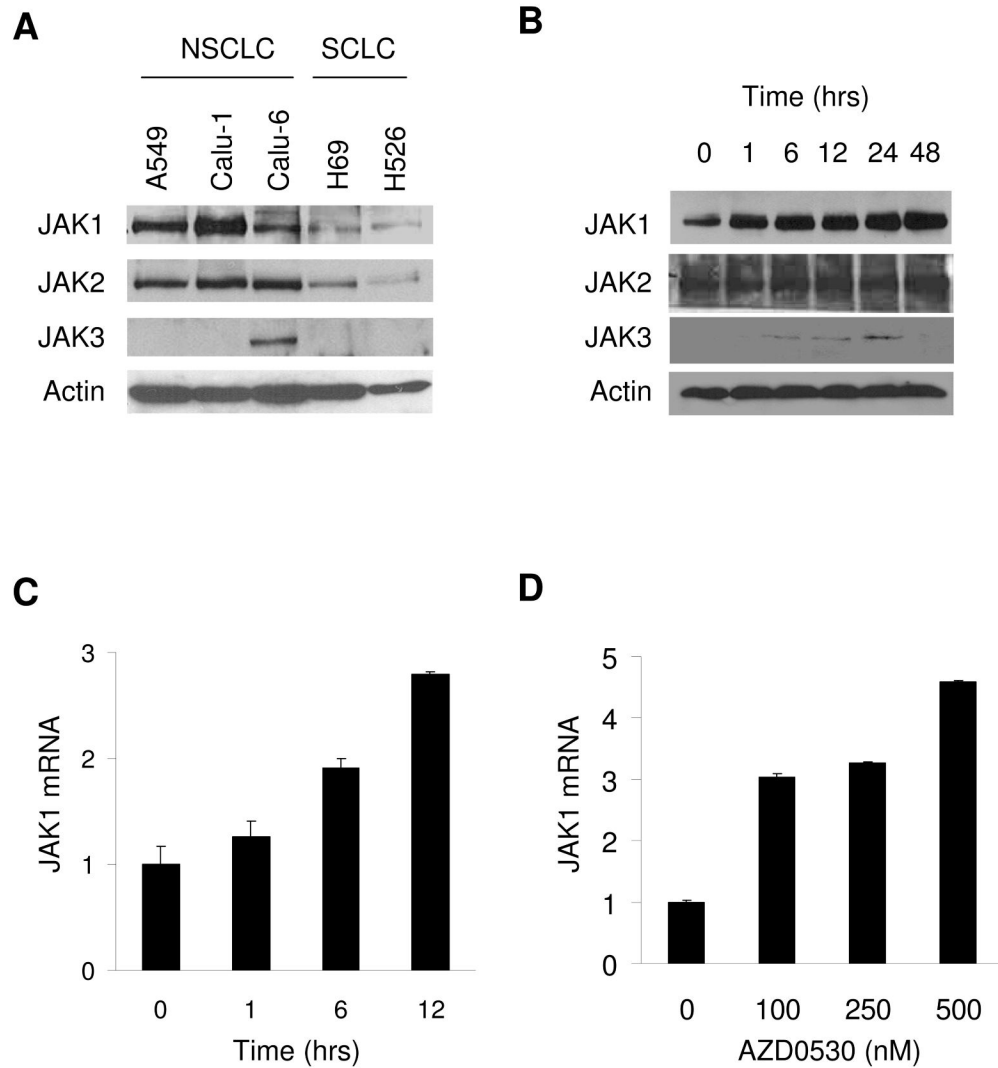 A
NSCLC SCLC
A549 Calu-1 Calu-6 H69 H526
JAK1
JAK2
JAK3
Actin
B
Time (hrs)
0 1 6 12 24 48
JAK1
JAK2
JAK3
Actin
C
JAK1 mRNA
3
2
1
0
0 1 6 12
Time (hrs)
D
JAK1 mRNA
5
4
3
2
1
0
0 100 250 500
AZD0530 (nM)